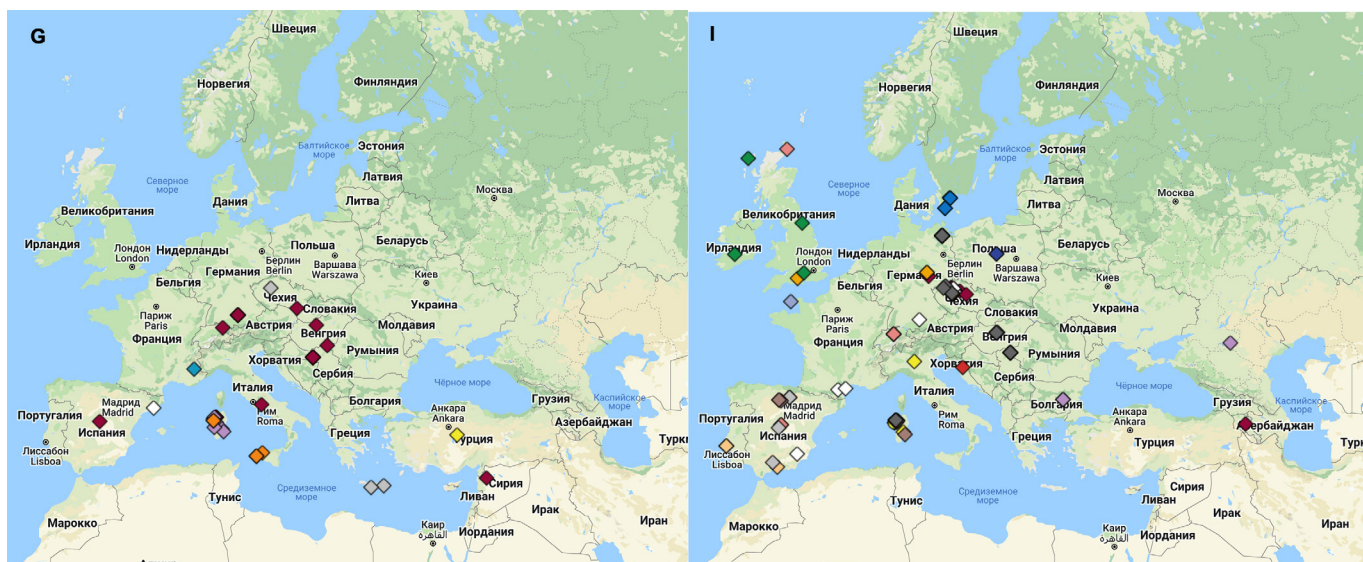 G
Швеция
Норвегия
Финляндия
Балтийское
море
Эстония
Северное
море
Латвия
Москва
Дания
Литва
Великобритания
Ирландия
Лондон
London
Нидерланды
Берлин
Berlin
Польша
Варшава
Warszawa
Беларусь
Германия
Бельгия
Киев
Чехия
Париж
Paris
Словакия
Украина
Австрия
Молдавия
Франция
Венгрия
Хорватия
Румыния
Сербия
Италия
Чёрное море
Мадрид
Madrid
Рим
Roma
Болгария
Грузия
Каспийское
море
Португалия
Испания
Анкара
Ankara
Азербайджан
Лиссабон
Lisboa
Греция
Турция
Турк
Тунис
Средиземное
море
Сирия
Ливан
Ирак
Марокко
Каир
القاهرة
Иордания
Иран
I
Швеция
Норвегия
Финляндия
Балтийское
море
Эстония
Северное
море
Латвия
Москва
Дания
Литва
Великобритания
Ирландия
Лондон
London
Нидерланды
Берлин
Berlin
Польша
Варшава
Warszawa
Беларусь
Германия
Бельгия
Киев
Чехия
Париж
Paris
Словакия
Украина
Австрия
Молдавия
Франция
Венгрия
Хорватия
Румыния
Сербия
Италия
Чёрное море
Мадрид
Madrid
Рим
Roma
Болгария
Грузия
Каспийское
море
Португалия
Испания
Анкара
Ankara
Азербайджан
Лиссабон
Lisboa
Греция
Турция
Турк
Тунис
Средиземное
море
Сирия
Ливан
Ирак
Марокко
Каир
القاهرة
Иордания
Иран